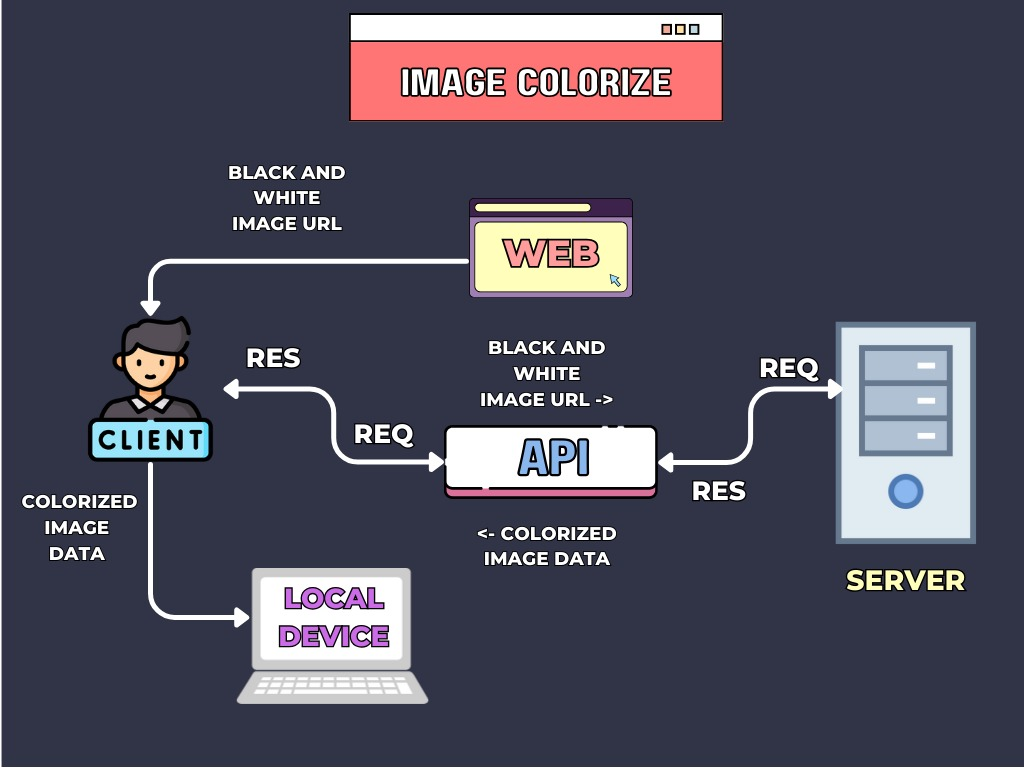 IMAGE COLORIZE
BLACK AND
WHITE
IMAGE URL
WEB
RES
REQ
BLACK AND
WHITE
IMAGE URL ->
REQ
API
RES
CLIENT
COLORIZED
IMAGE
DATA
<- COLORIZED
IMAGE DATA
SERVER
LOCAL
DEVICE